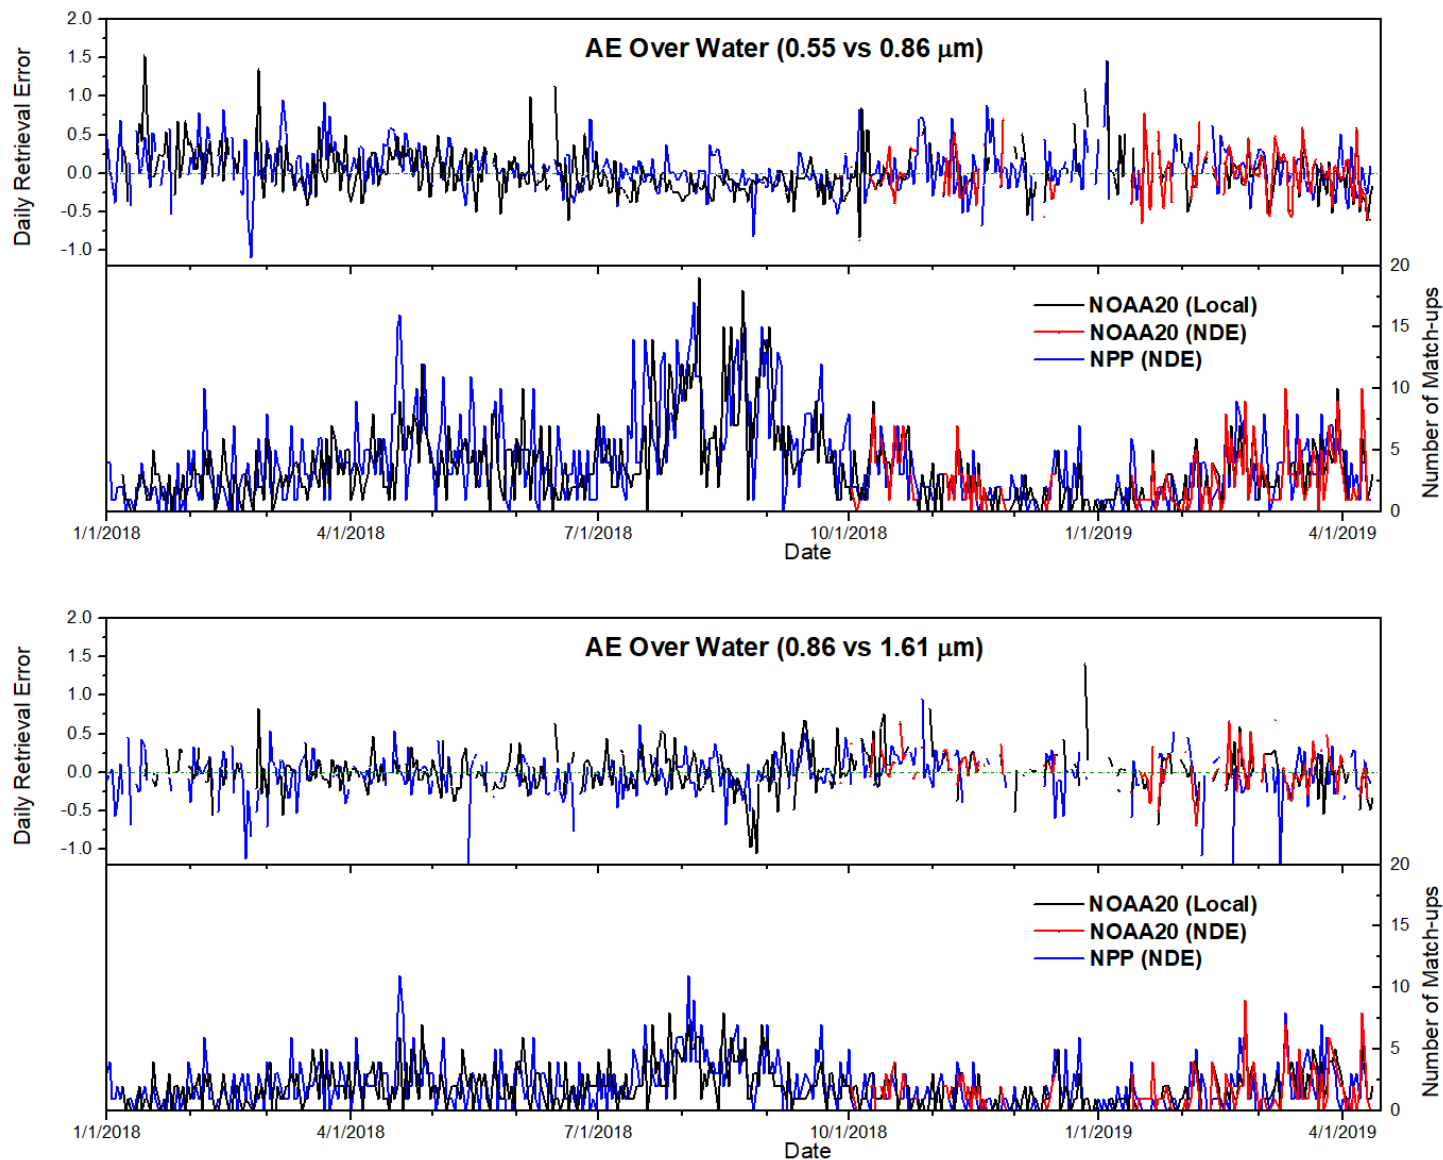 AE Over Water (0.55 vs 0.86 μm)
Daily Retrieval Error
2.0
1.5
1.0
0.5
0.0
-0.5
-1.0
NOAA20 (Local)
NOAA20 (NDE)
NPP (NDE)
20
15
10
5
0
Number of Match-ups
1/1/2018 4/1/2018 7/1/2018 10/1/2018 1/1/2019 4/1/2019
Date
AE Over Water (0.86 vs 1.61 μm)
Daily Retrieval Error
2.0
1.5
1.0
0.5
0.0
-0.5
-1.0
NOAA20 (Local)
NOAA20 (NDE)
NPP (NDE)
20
15
10
5
0
Number of Match-ups
1/1/2018 4/1/2018 7/1/2018 10/1/2018 1/1/2019 4/1/2019
Date